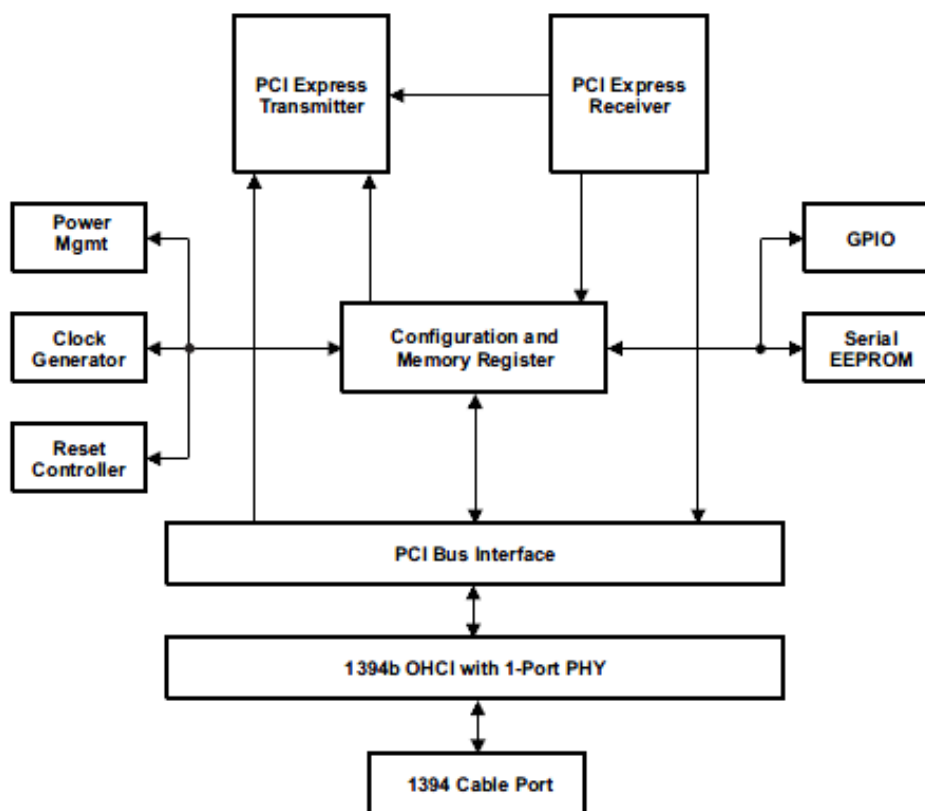 PCI Express
Transmitter
PCI Express
Receiver
Power
Mgmt
GPIO
Clock
Generator
Configuration and
Memory Register
Serial
EEPROM
Reset
Controller
PCI Bus Interface
1394b OHCI with 1-Port PHY
1394 Cable Port